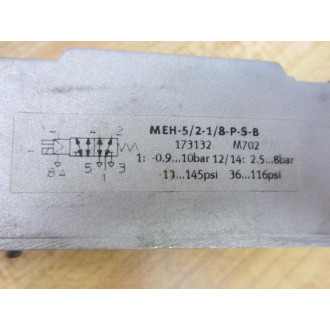 MEH-5/2-1/8-P-S-B
173132 M702
1: -0,9...10bar 12/14: 2.5...8bar
-13...145psi 36...116psi
4 2
84 5 1 3